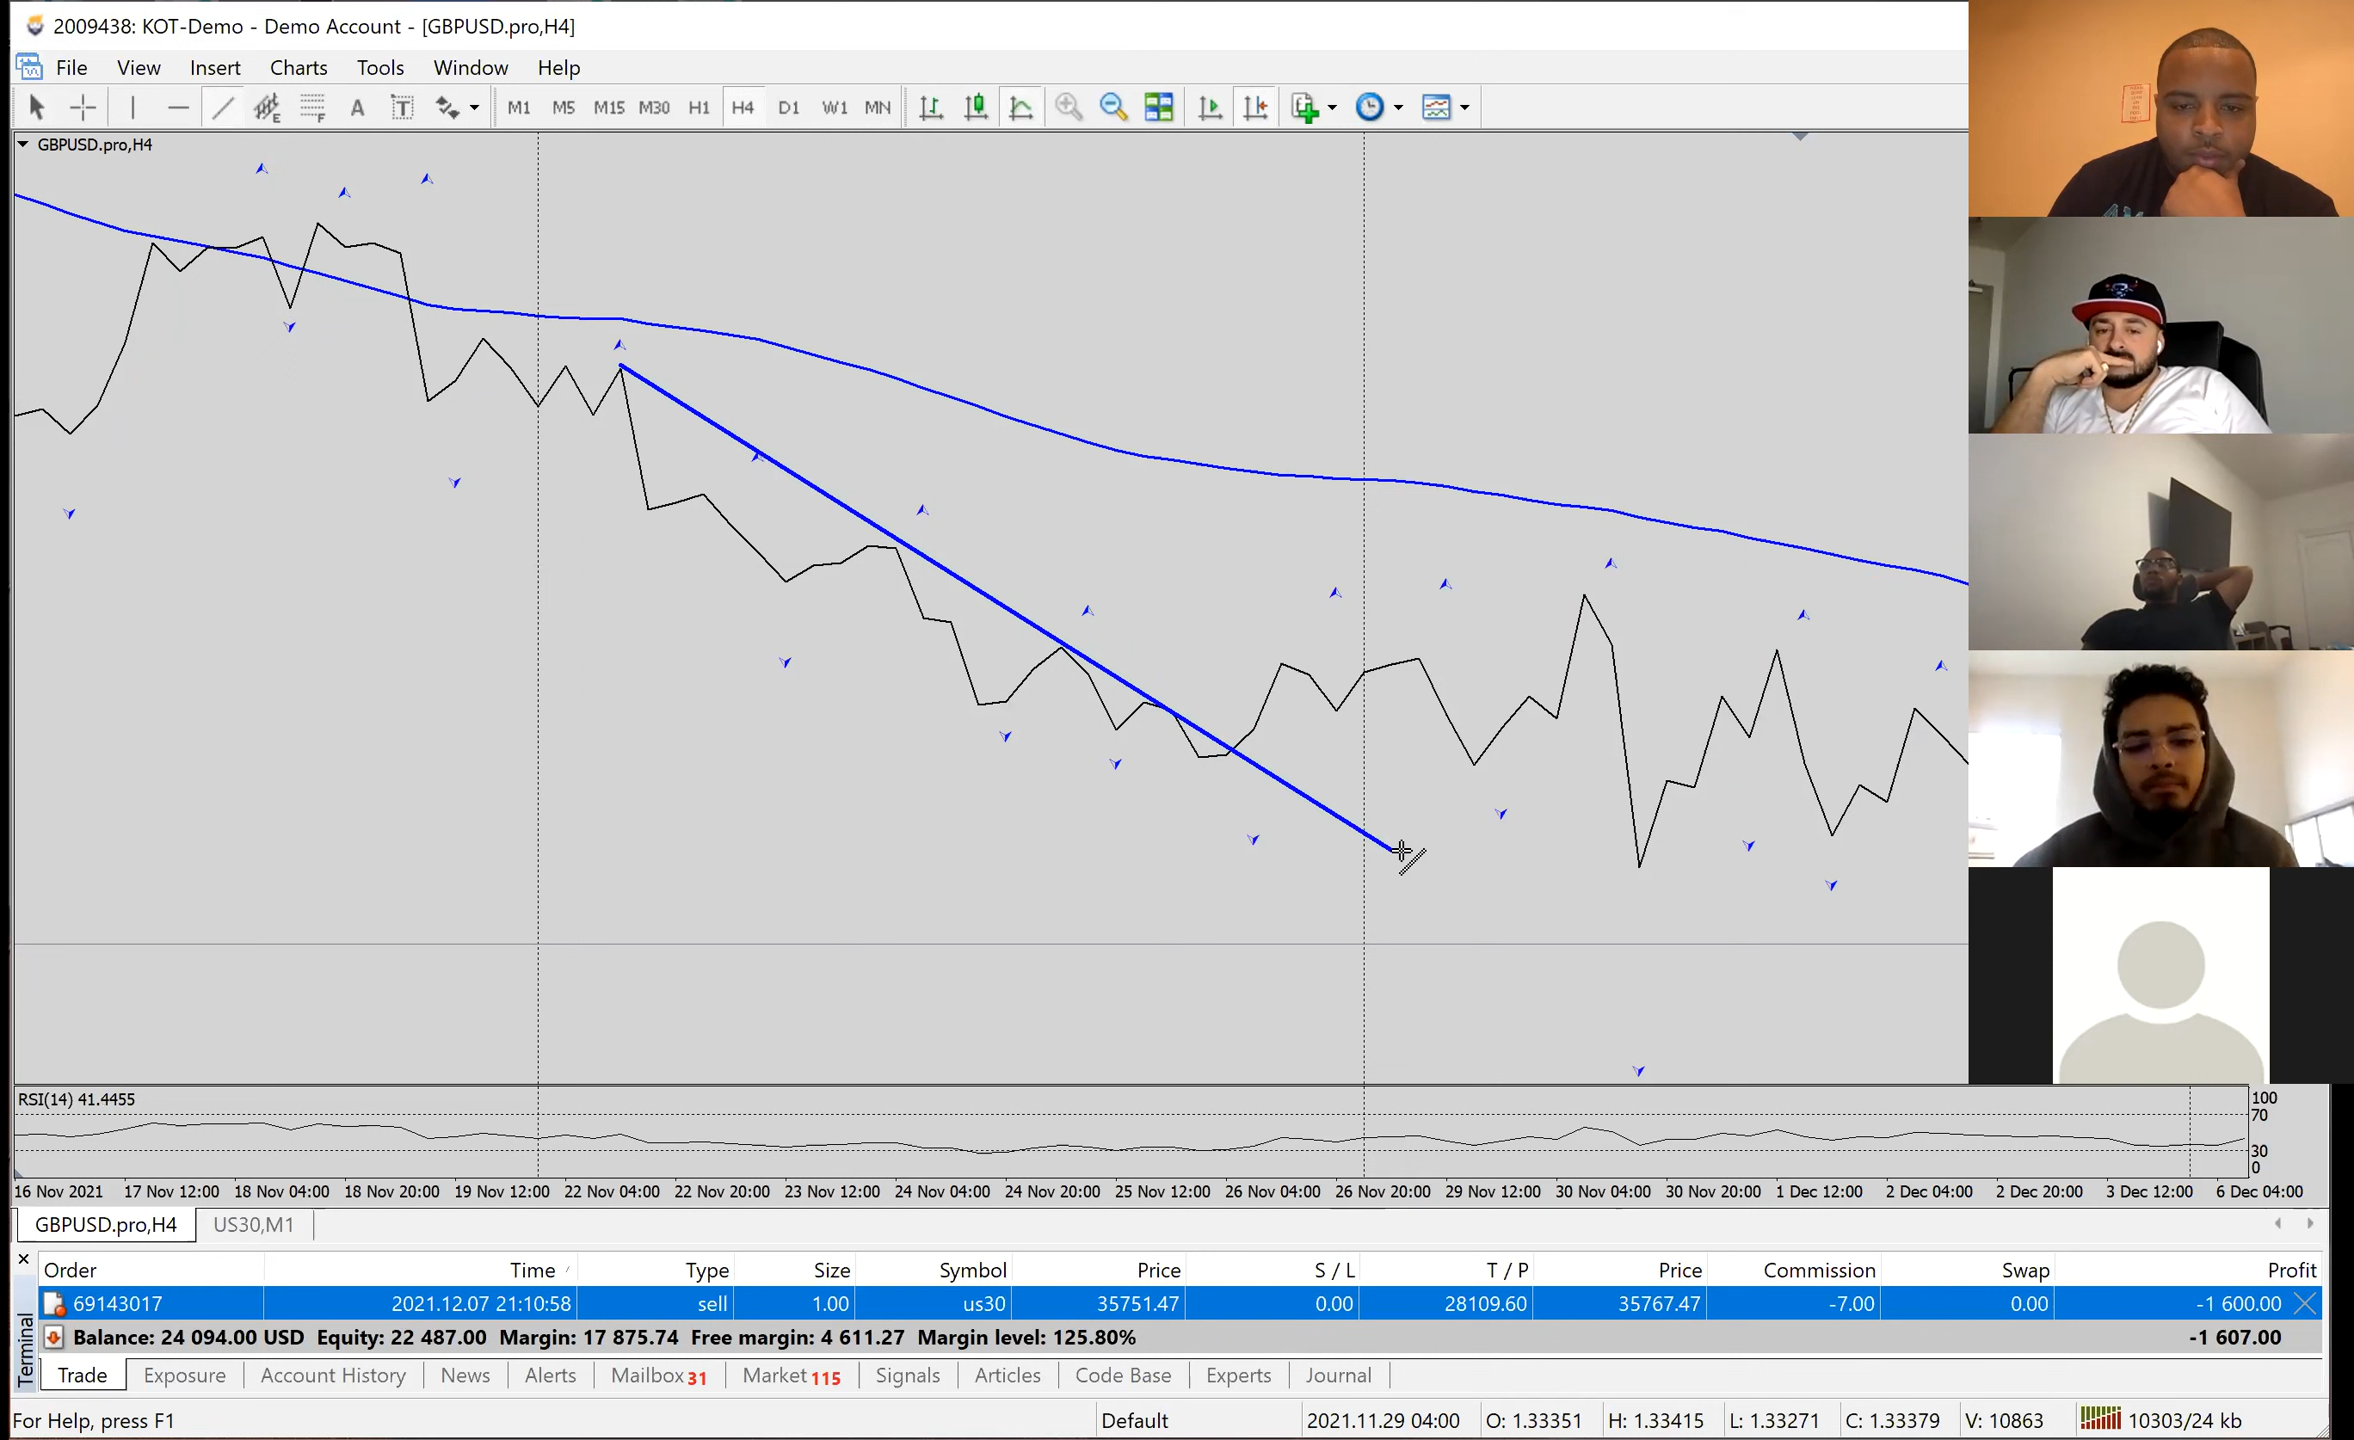 2009438: KOT-Demo - Demo Account - [GBPUSD.pro,H4]
File View Insert Charts Tools Window Help
A T M1 M5 M15 M30 H1 H4 D1 W1 MN
GBPUSD.pro,H4
RSI(14) 41.4455
100
70
30
0
16 Nov 2021 17 Nov 12:00 18 Nov 04:00 18 Nov 20:00 19 Nov 12:00 22 Nov 04:00 22 Nov 20:00 23 Nov 12:00 24 Nov 04:00 24 Nov 20:00 25 Nov 12:00 26 Nov 04:00 26 Nov 20:00 29 Nov 12:00 30 Nov 04:00 30 Nov 20:00 1 Dec 12:00 2 Dec 04:00 2 Dec 20:00 3 Dec 12:00 6 Dec 04:00
GBPUSD.pro,H4 US30,M1
Order Time Type Size Symbol Price S / L T / P Price Commission Swap Profit
69143017 2021.12.07 21:10:58 sell 1.00 us30 35751.47 0.00 28109.60 35767.47 -7.00 0.00 -1 600.00
Balance: 24 094.00 USD Equity: 22 487.00 Margin: 17 875.74 Free margin: 4 611.27 Margin level: 125.80% -1 607.00
Terminal
Trade Exposure Account History News Alerts Mailbox 31 Market 115 Signals Articles Code Base Experts Journal
For Help, press F1 Default 2021.11.29 04:00 O: 1.33351 H: 1.33415 L: 1.33271 C: 1.33379 V: 10863 10303/24 kb